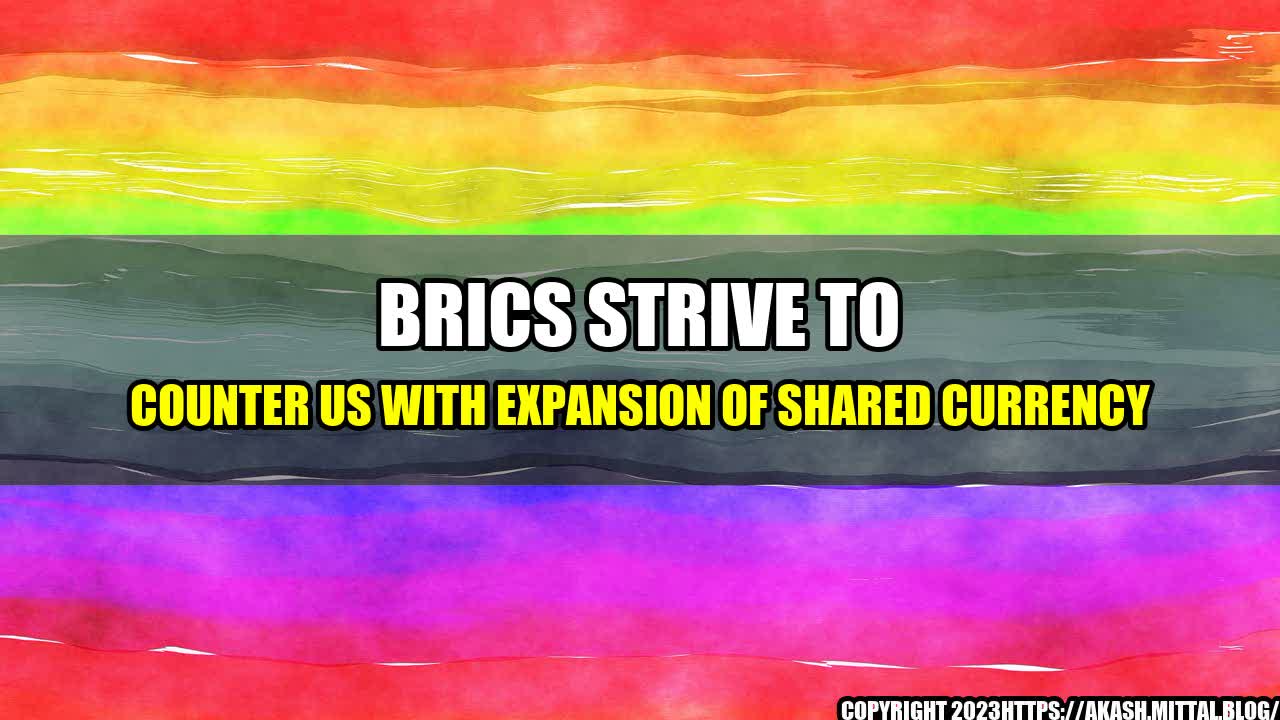 BRICS STRIVE TO
COUNTER US WITH EXPANSION OF SHARED CURRENCY
COPYRIGHT 2023HTTPS://AKASH.MITTAL.BLOG/